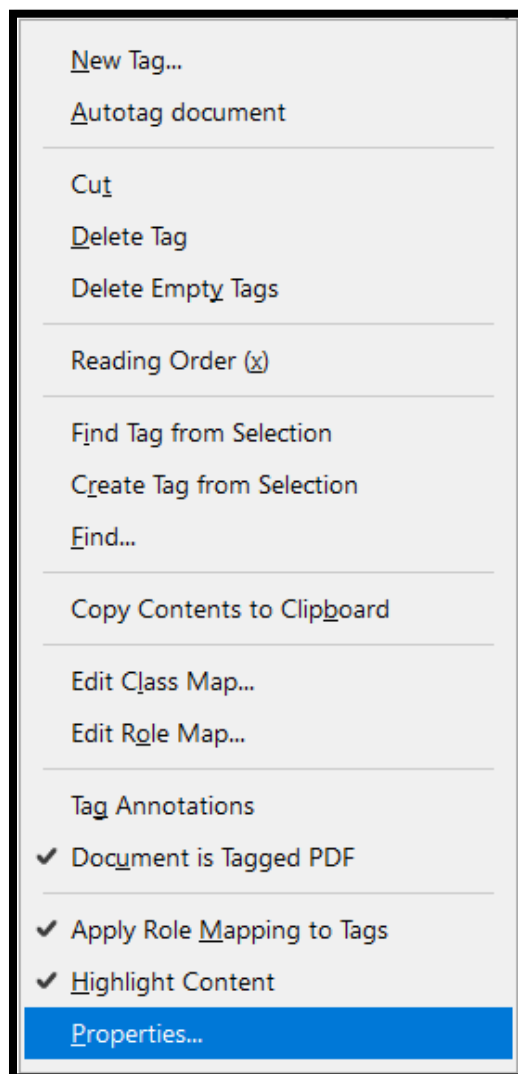 New Tag...
Autotag document
Cut
Delete Tag
Delete Empty Tags
Reading Order (x)
Find Tag from Selection
Create Tag from Selection
Find...
Copy Contents to Clipboard
Edit Class Map...
Edit Role Map...
Tag Annotations
Document is Tagged PDF
Apply Role Mapping to Tags
Highlight Content
Properties...